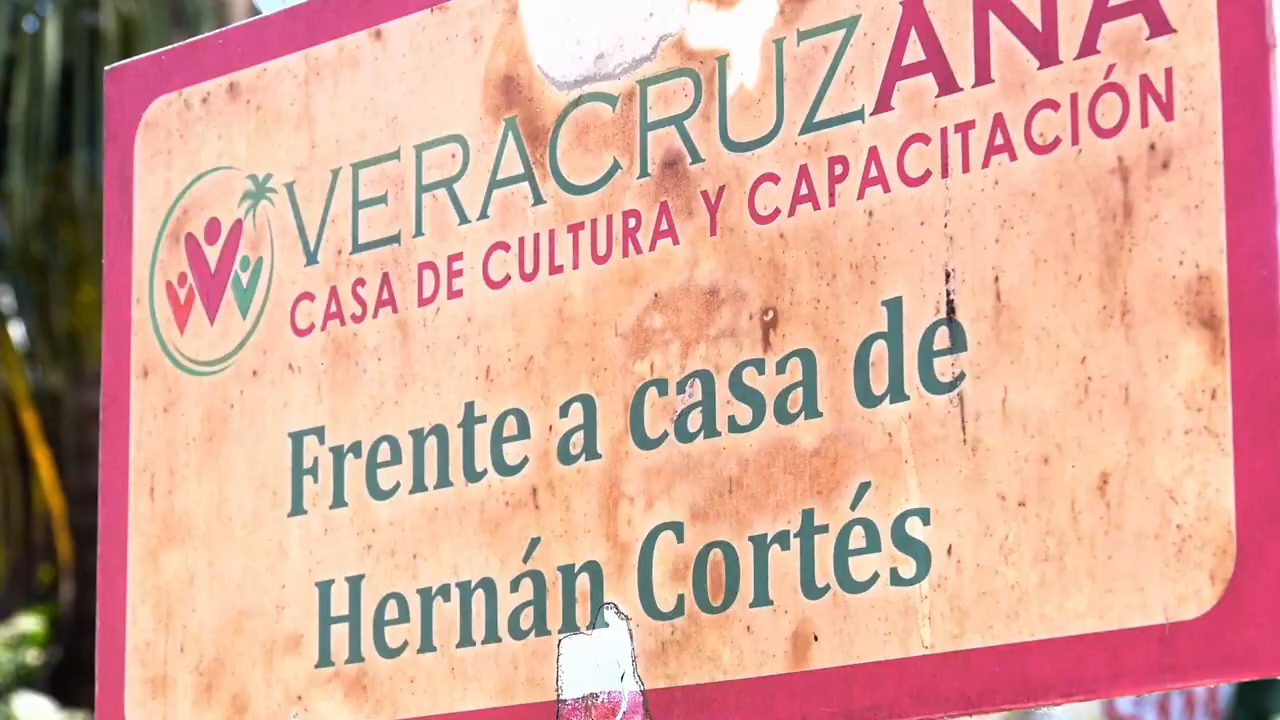 VERACRUZANA
CASA DE CULTURA Y CAPACITACIÓN
Frente a casa de
Hernán Cortés